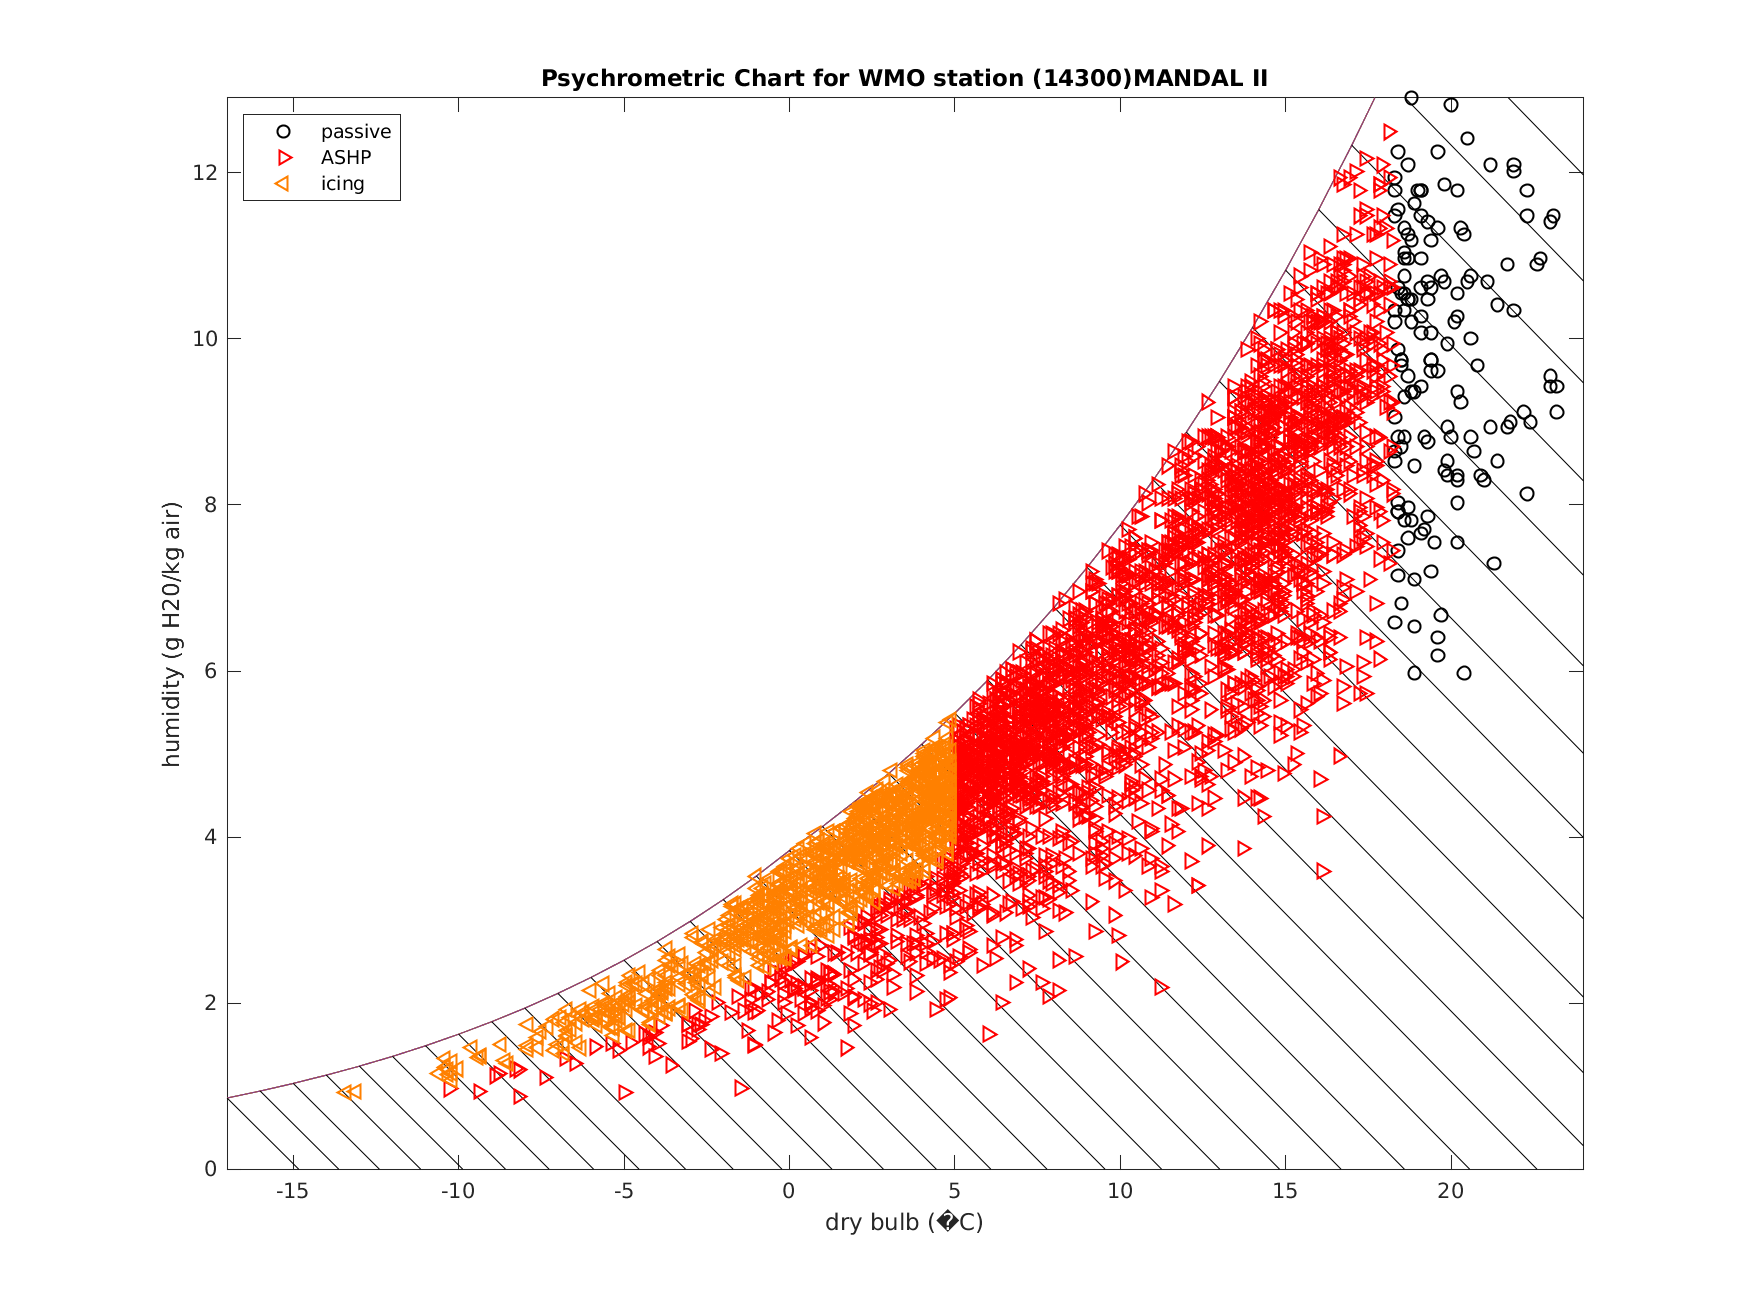 Psychrometric Chart for WMO station (14300)MANDAL II
passive
ASHP
icing
humidity (g H20/kg air)
12
10
8
6
4
2
0
-15 -10 -5 0 5 10 15 20
dry bulb (�C)